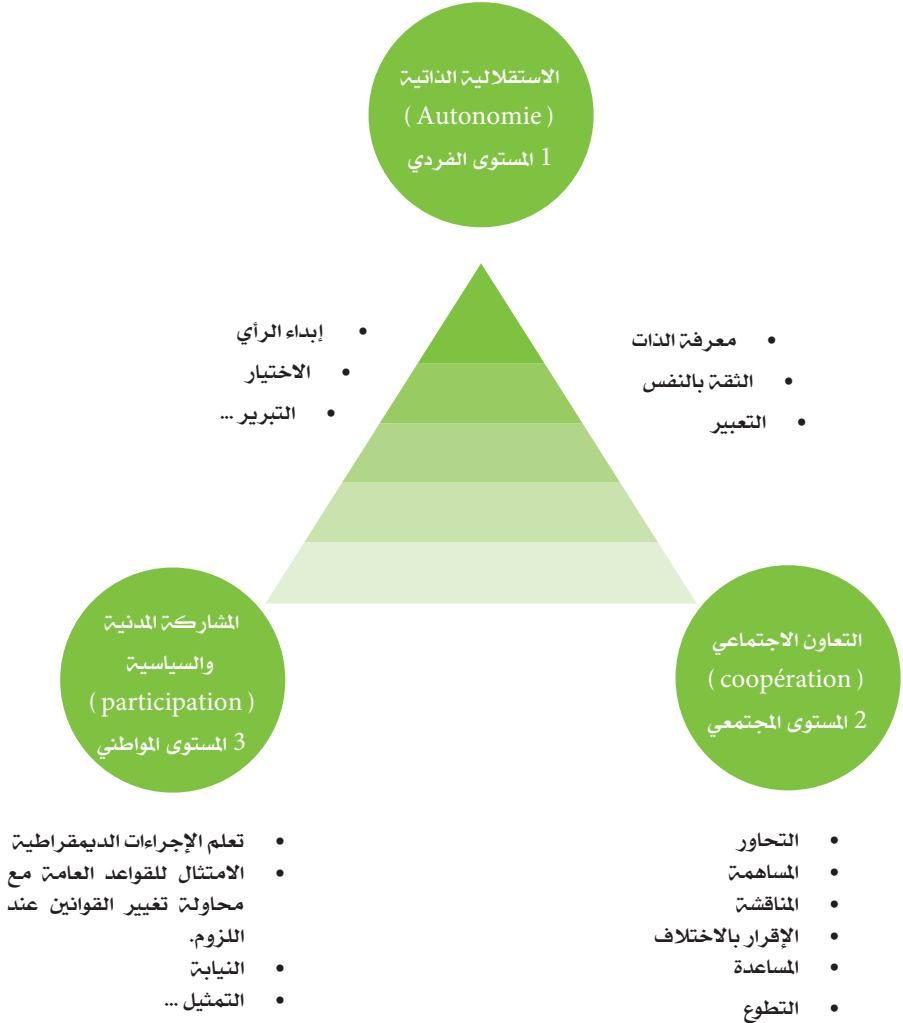 الاستقلالية الذاتية
( Autonomie )
1 المستوى الفردي
• معرفة الذات
• الثقة بالنفس
• التعبير
• إبداء الرأي
• الاختيار
• التبرير ...
التعاون الاجتماعي
( coopération )
2 المستوى المجتمعي
• التحاور
• المساهمة
• المناقشة
• الإقرار بالاختلاف
• المساعدة
• التطوع
المشاركة المدنية
والسياسية
( participation )
3 المستوى المواطني
• تعلم الإجراءات الديمقراطية
• الامتثال للقواعد العامة مع
محاولة تغيير القوانين عند
اللزوم.
• النيابة
• التمثيل ...